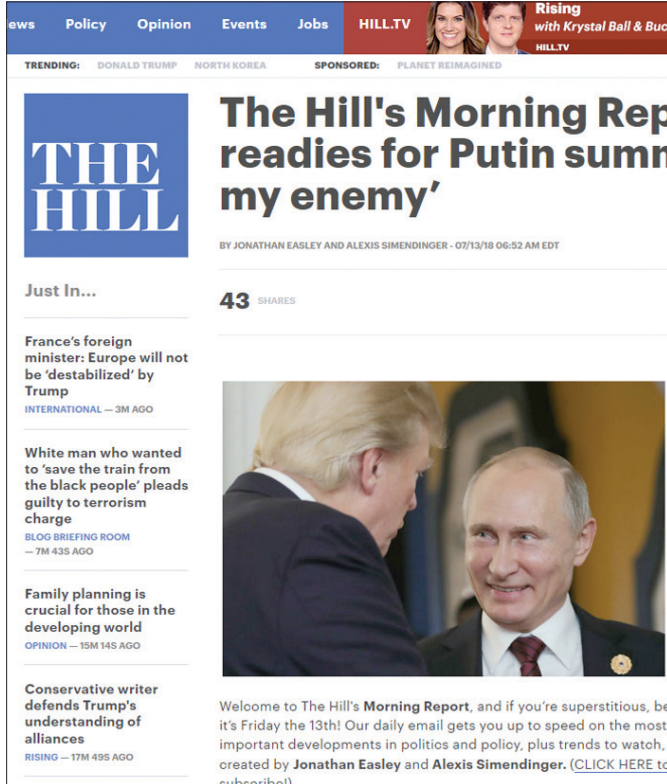 ews Policy Opinion Events Jobs HILL.TV
Rising
with Krystal Ball & Buc
HILL.TV
TRENDING: DONALD TRUMP NORTH KOREA SPONSORED: PLANET REIMAGINED
THE
HILL
The Hill's Morning Rep
readies for Putin summ
my enemy’
BY JONATHAN EASLEY AND ALEXIS SIMENDINGER - 07/13/18 06:52 AM EDT
43 SHARES
Just In...
France’s foreign
minister: Europe will not
be ‘destabilized’ by
Trump
INTERNATIONAL — 3M AGO
White man who wanted
to ‘save the train from
the black people’ pleads
guilty to terrorism
charge
BLOG BRIEFING ROOM
— 7M 43S AGO
Family planning is
crucial for those in the
developing world
OPINION — 15M 14S AGO
Conservative writer
defends Trump's
understanding of
alliances
RISING — 17M 49S AGO
Welcome to The Hill's Morning Report, and if you’re superstitious, be
it’s Friday the 13th! Our daily email gets you up to speed on the most
important developments in politics and policy, plus trends to watch,
created by Jonathan Easley and Alexis Simendinger. (CLICK HERE to
subscribe!)